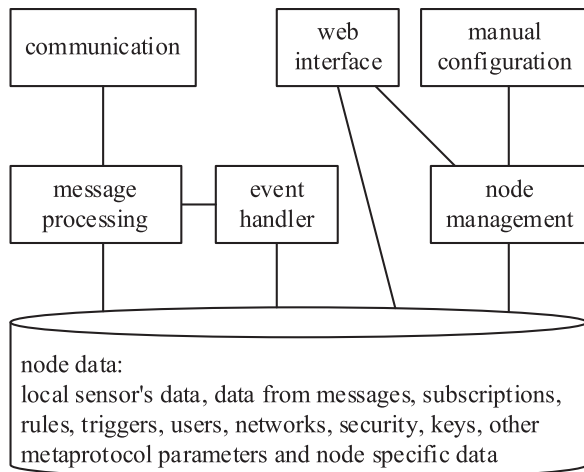 communication
web
interface
manual
configuration
message
processing
event
handler
node
management
node data:
local sensor's data, data from messages, subscriptions,
rules, triggers, users, networks, security, keys, other
metaprotocol parameters and node specific data